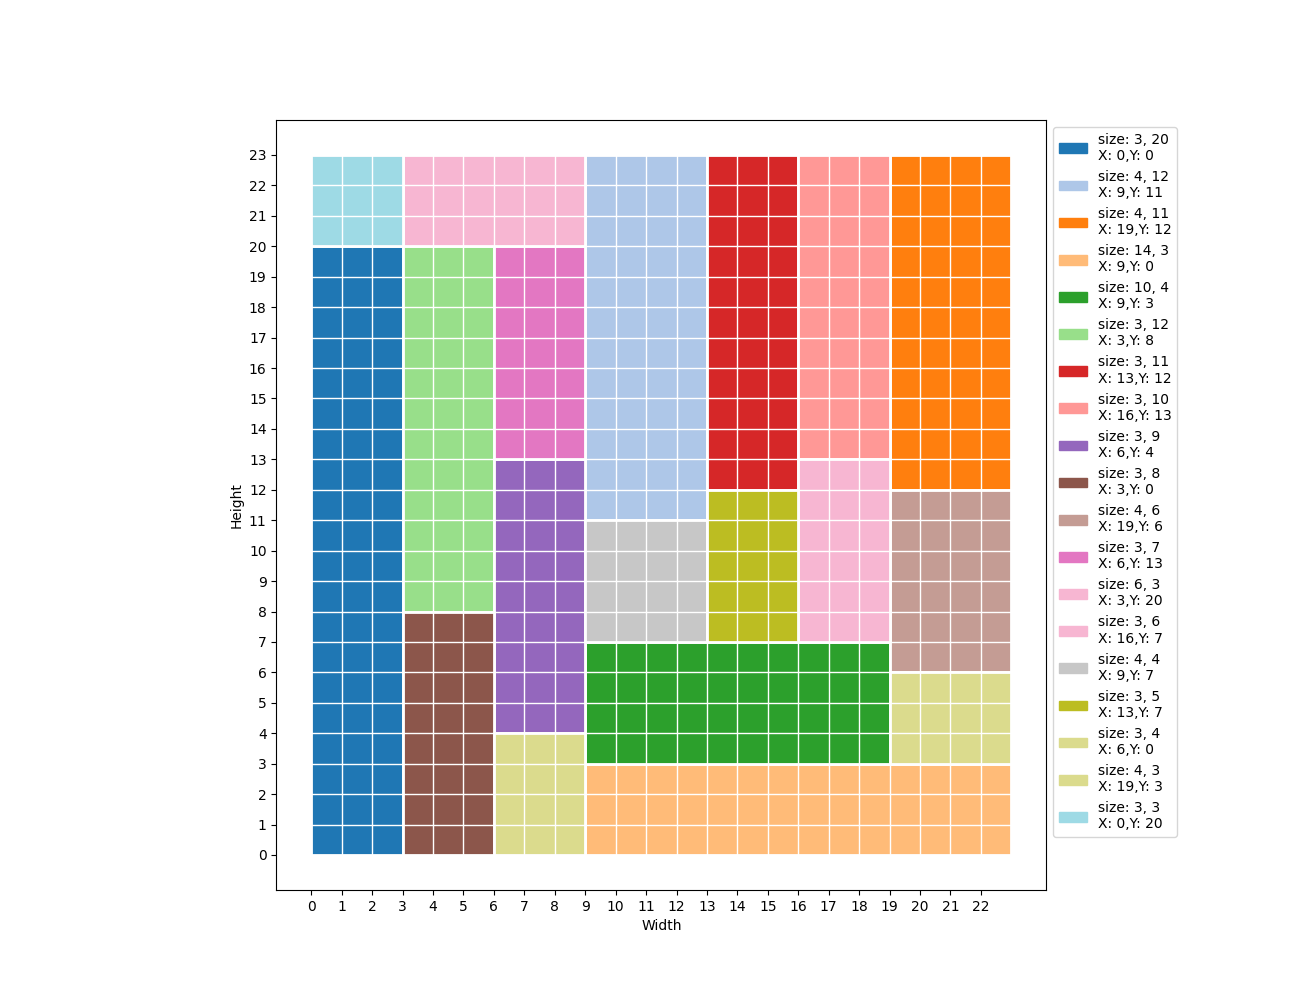 23
22
21
20
19
18
17
16
15
14
13
12
11
10
9
8
7
6
5
4
3
2
1
0
Height
0 1 2 3 4 5 6 7 8 9 10 11 12 13 14 15 16 17 18 19 20 21 22
Width
size: 3, 20
X: 0,Y: 0
size: 4, 12
X: 9,Y: 11
size: 4, 11
X: 19,Y: 12
size: 14, 3
X: 9,Y: 0
size: 10, 4
X: 9,Y: 3
size: 3, 12
X: 3,Y: 8
size: 3, 11
X: 13,Y: 12
size: 3, 10
X: 16,Y: 13
size: 3, 9
X: 6,Y: 4
size: 3, 8
X: 3,Y: 0
size: 4, 6
X: 19,Y: 6
size: 3, 7
X: 6,Y: 13
size: 6, 3
X: 3,Y: 20
size: 3, 6
X: 16,Y: 7
size: 4, 4
X: 9,Y: 7
size: 3, 5
X: 13,Y: 7
size: 3, 4
X: 6,Y: 0
size: 4, 3
X: 19,Y: 3
size: 3, 3
X: 0,Y: 20